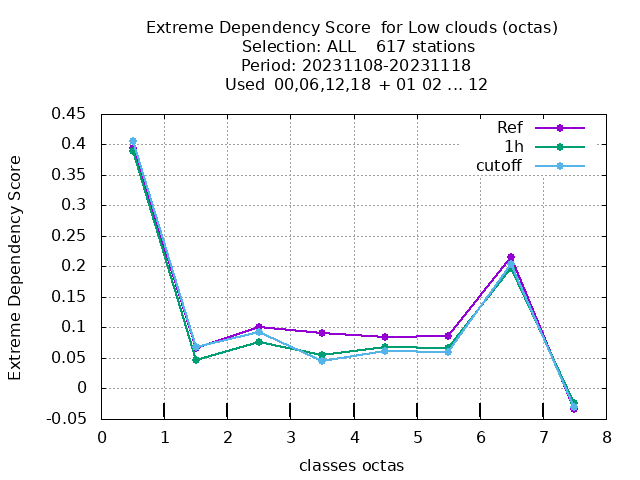 Extreme Dependency Score  for Low clouds (octas)
Selection: ALL    617 stations
Period: 20231108-20231118
Used  00,06,12,18  + 01 02 ... 12
Extreme Dependency Score
0.45
0.4
0.35
0.3
0.25
0.2
0.15
0.1
0.05
0
-0.05
Ref
1h
cutoff
0 1 2 3 4 5 6 7 8
classes octas